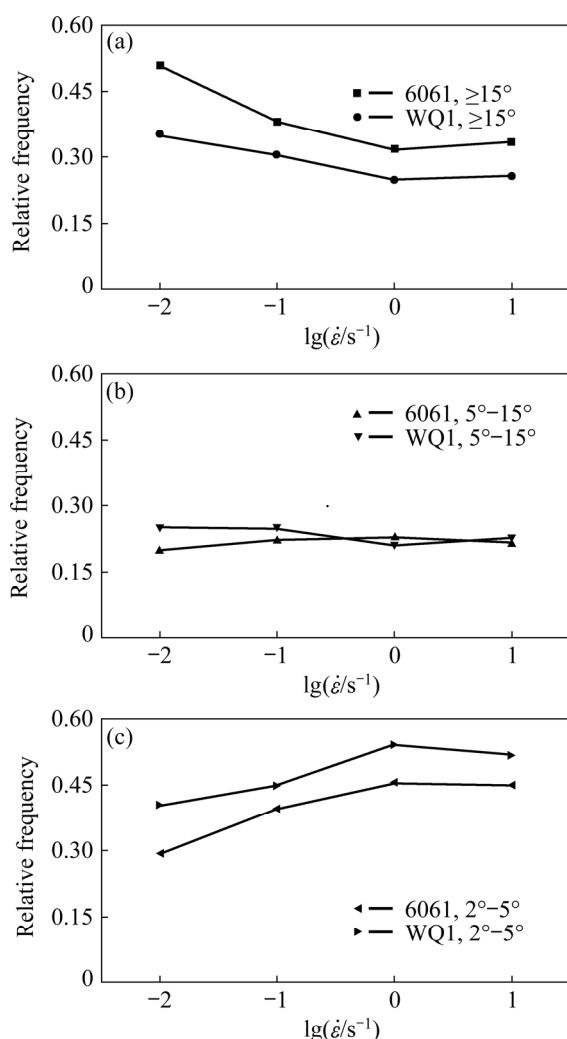 (a)
0.60
0.45
0.30
0.15
0
Relative frequency
6061, ≥15°
WQ1, ≥15°
−2 −1 0 1
lg(ε̇/s⁻¹)
(b)
0.60
0.45
0.30
0.15
0
Relative frequency
6061, 5°−15°
WQ1, 5°−15°
−2 −1 0 1
lg(ε̇/s⁻¹)
(c)
0.60
0.45
0.30
0.15
0
Relative frequency
6061, 2°−5°
WQ1, 2°−5°
−2 −1 0 1
lg(ε̇/s⁻¹)